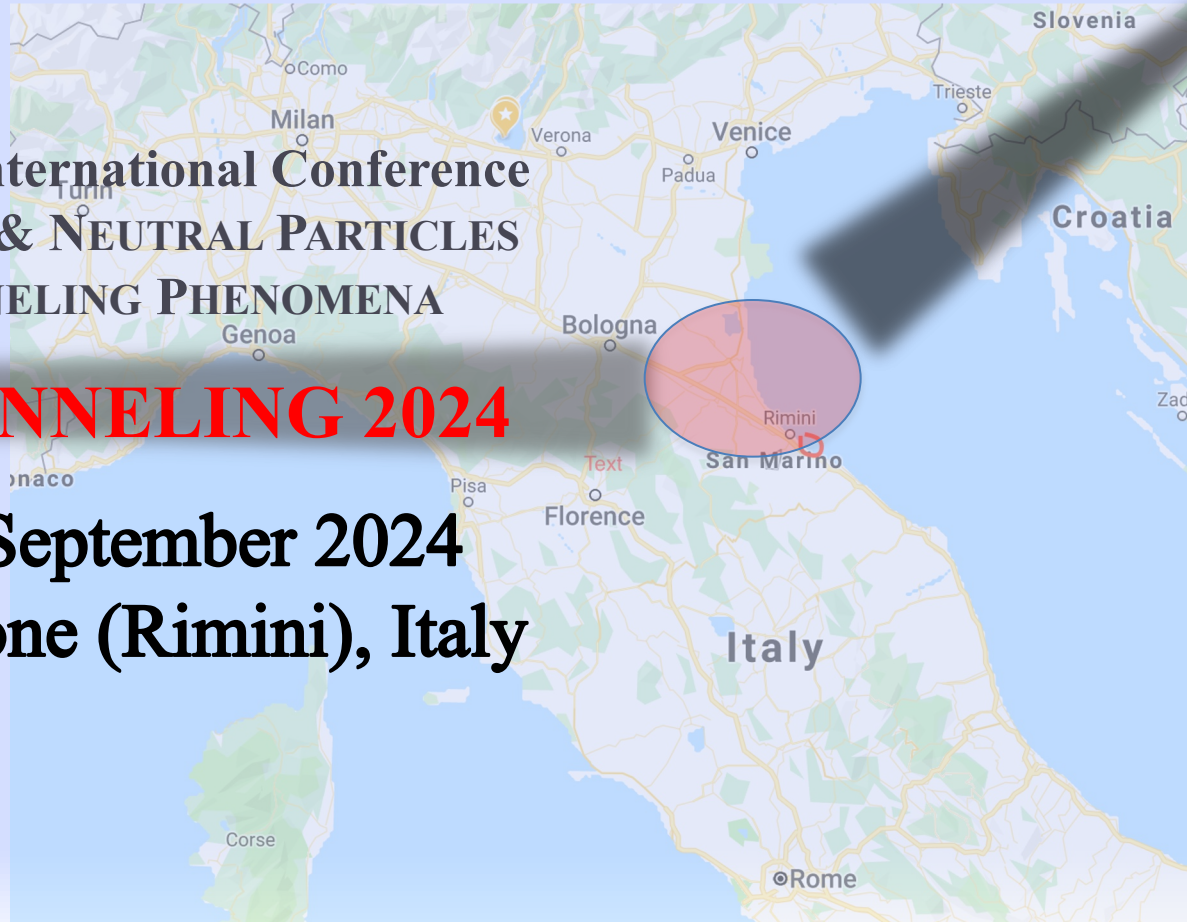 Slovenia
Como
Trieste
Milan
Verona
Venice
nternational Conference
Padua
Turin
Croatia
& NEUTRAL PARTICLES
NELING PHENOMENA
Bologna
Genoa
NNELING 2024
Zad
Rimini
San Marino
Text
onaco
Pisa
Florence
September 2024
one (Rimini), Italy
Italy
Corse
Rome